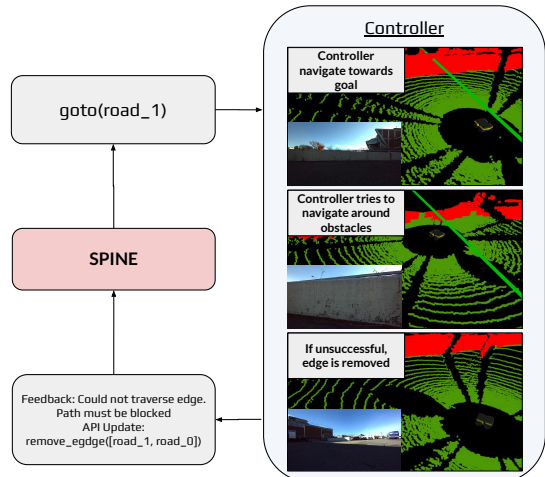 Controller
Controller
navigate towards
goal
goto(road_1)
Controller tries to
navigate around
obstacles
SPINE
If unsuccessful,
edge is removed
Feedback: Could not traverse edge.
Path must be blocked
API Update:
remove_egdge([road_1, road_0])